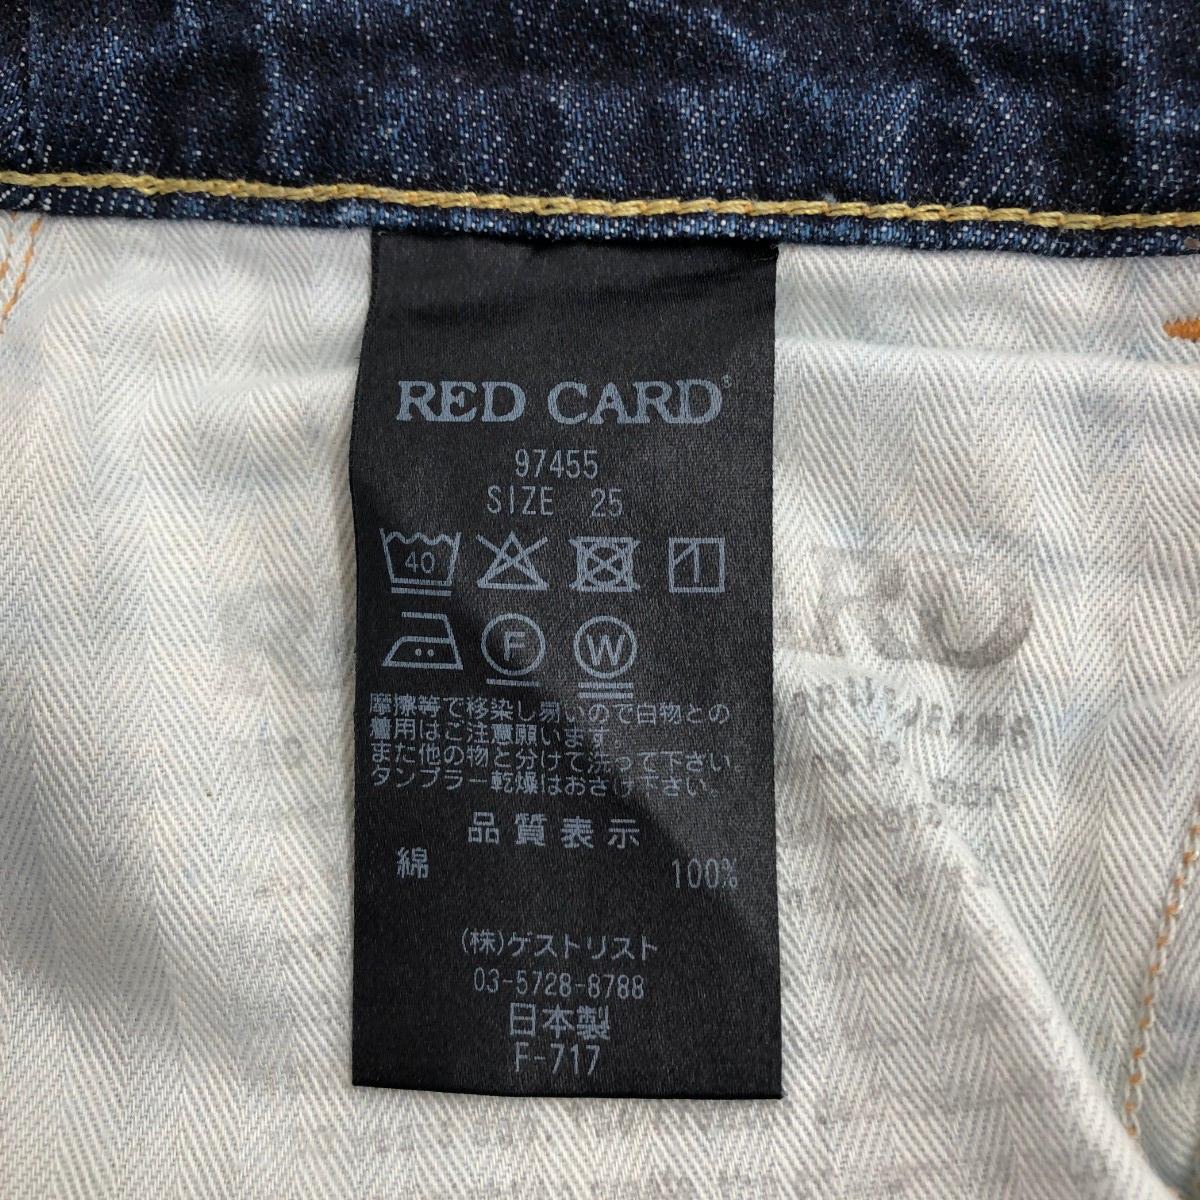 RED CARD®
97455
SIZE 25
40
F W
摩擦等で移染し易いので白物との
着用はご注意願います.
また他の物と分けて洗って下さい.
タンブラー乾燥はおさけ下さい.
品質表示
綿 100%
(株)ゲストリスト
03-5728-8788
日本製
F-717